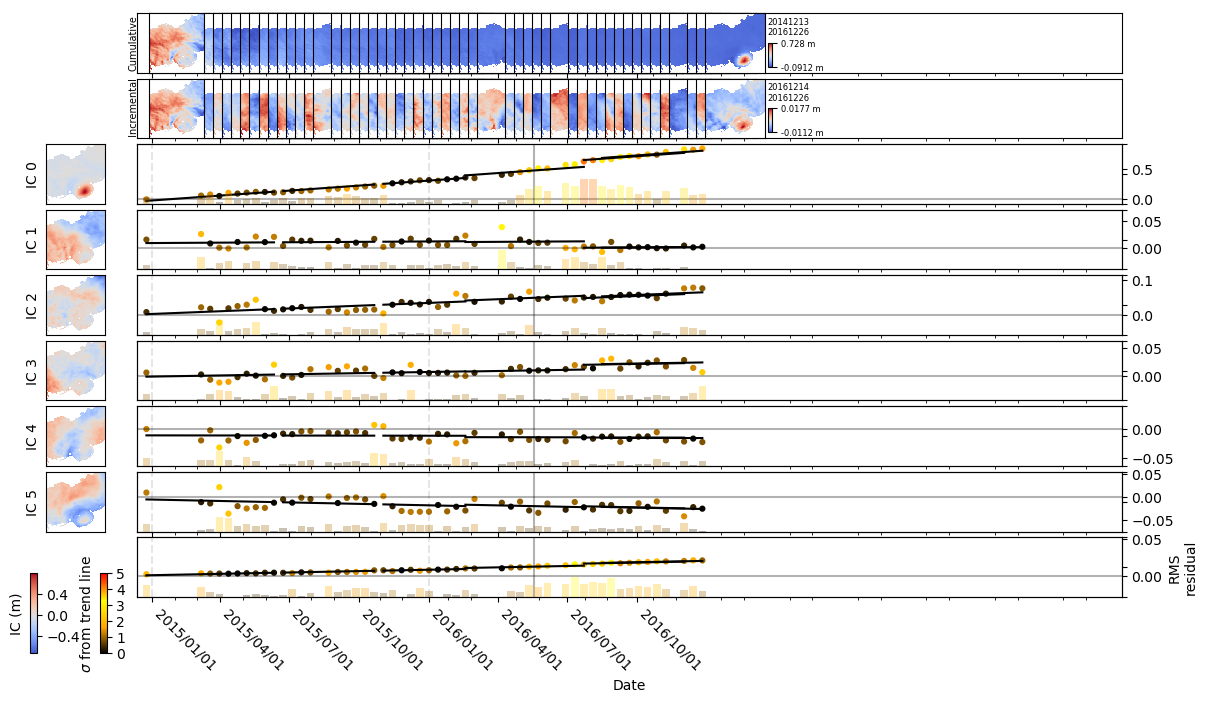 Cumulative
20141213
20161226
0.728 m
-0.0912 m
Incremental
20161214
20161226
0.0177 m
-0.0112 m
IC 0
0.5
0.0
IC 1
0.05
0.00
IC 2
0.1
0.0
IC 3
0.05
0.00
IC 4
0.00
−0.05
IC 5
0.05
0.00
−0.05
0.05
0.00
RMS
residual
IC (m)
0.4
0.0
−0.4
σ from trend line
5
4
3
2
1
0
2015/01/01
2015/04/01
2015/07/01
2015/10/01
2016/01/01
2016/04/01
2016/07/01
2016/10/01
Date